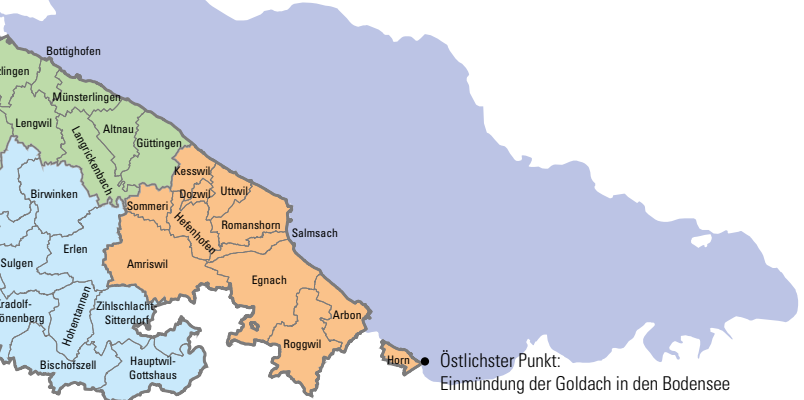 Bottighofen
lingen
Münsterlingen
Lengwil
Altnau
Güttingen
Langrickenbach
Kesswil
Birwinken
Dozwil
Uttwil
Sommeri
Hefenhofen
Romanshorn
Salmsach
Erlen
Sulgen
Amriswil
Egnach
radolf-
önenberg
Hohentannen
Zihlschlacht-
Sitterdorf
Arbon
Roggwil
Horn
Bischofszell
Hauptwil-
Gottshaus
Östlichster Punkt:
Einmündung der Goldach in den Bodensee